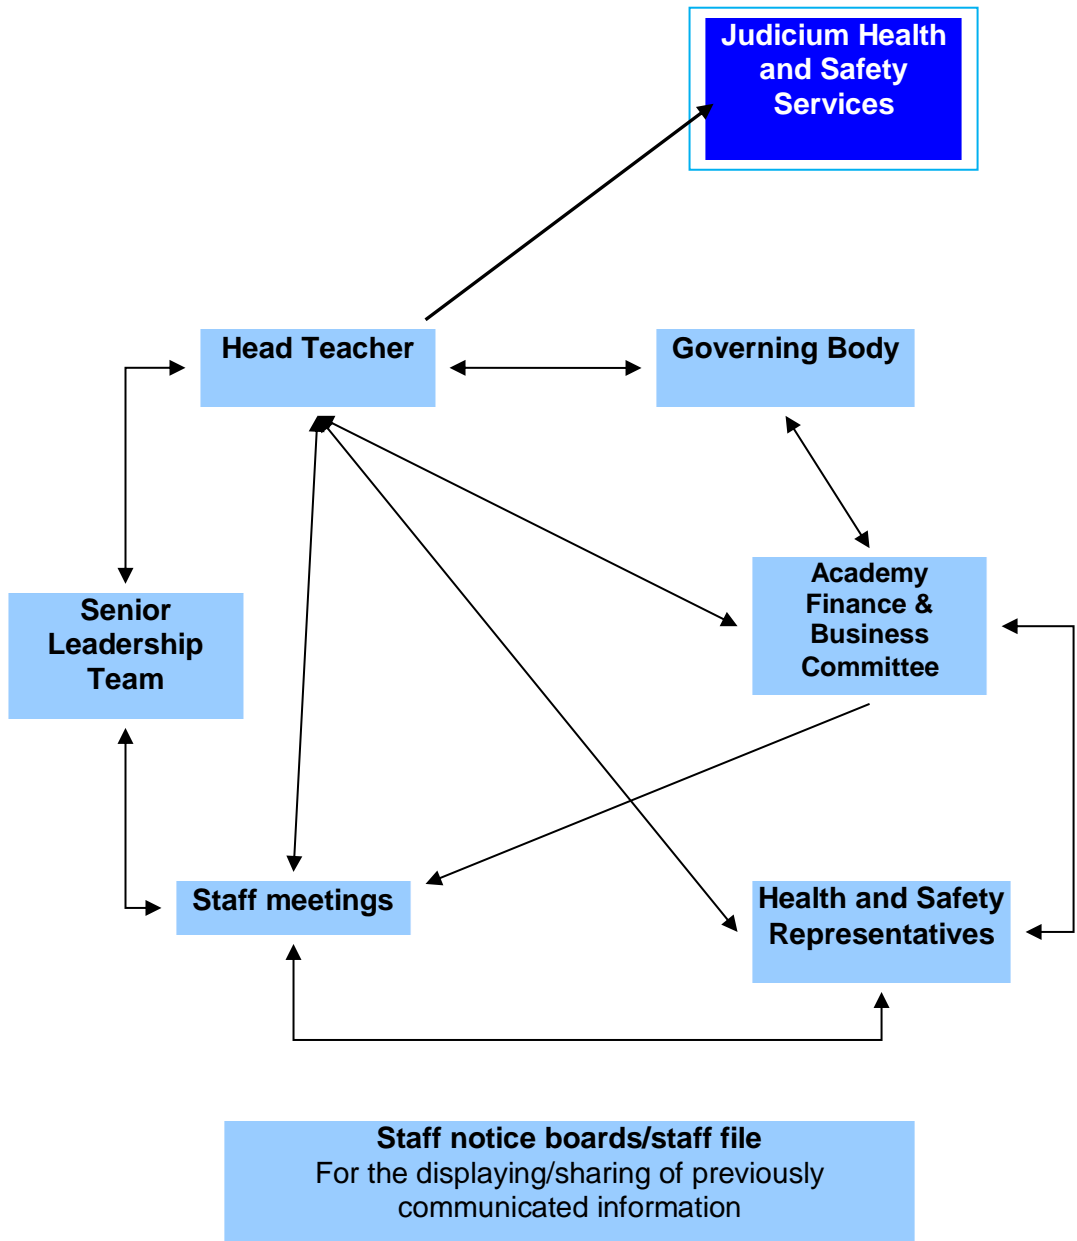 Judicium Health
and Safety
Services
Head Teacher
Governing Body
Academy
Finance &
Business
Committee
Senior
Leadership
Team
Staff meetings
Health and Safety
Representatives
Staff notice boards/staff file
For the displaying/sharing of previously
communicated information